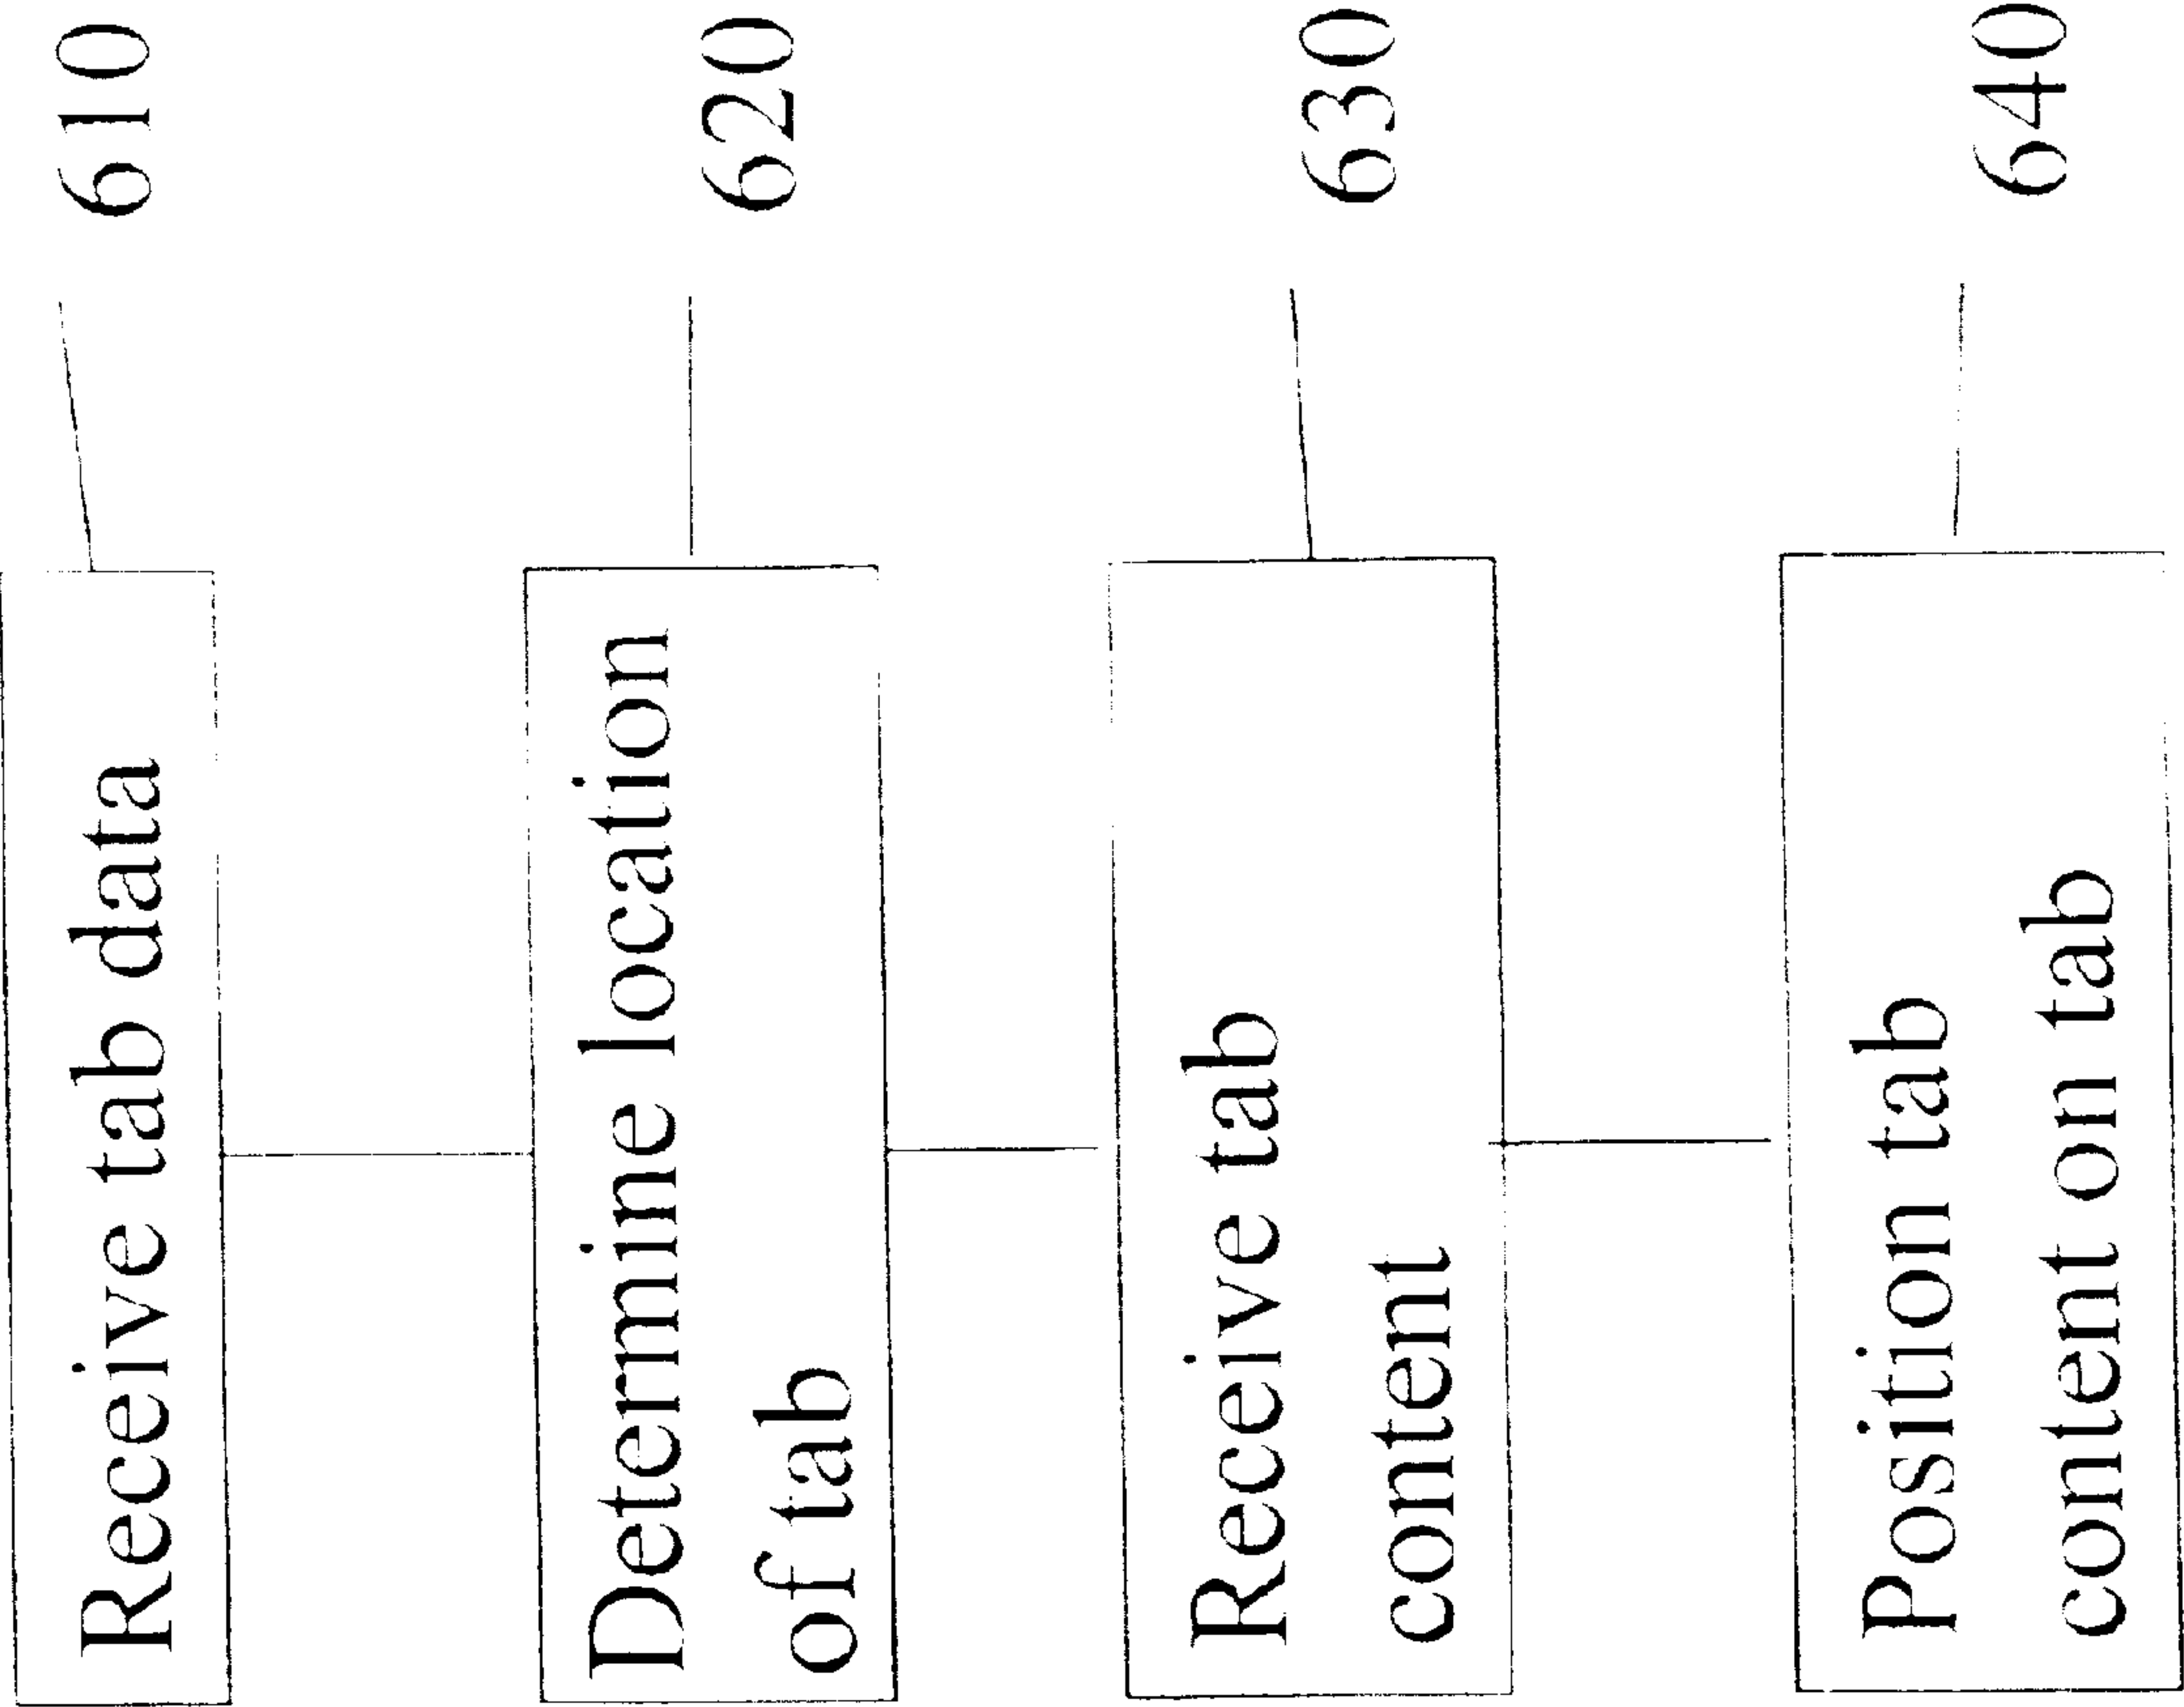 Receive tab data
610
Determine location
of tab
620
Receive tab
content
630
Position tab
content on tab
640